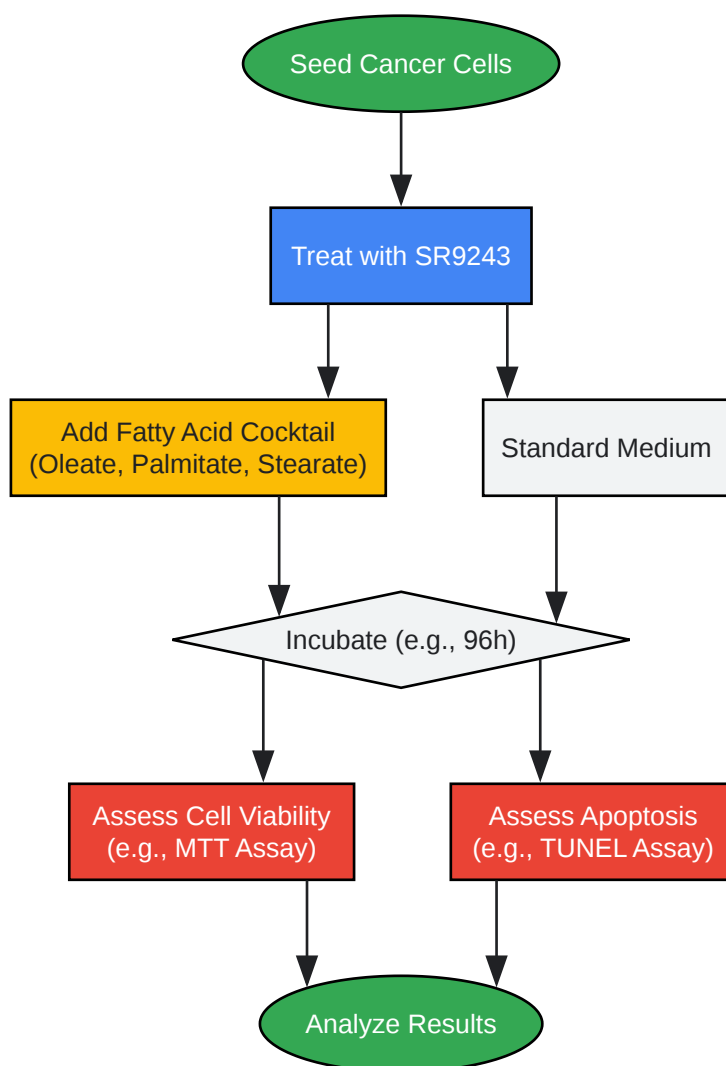 Seed Cancer Cells
Treat with SR9243
Add Fatty Acid Cocktail
(Oleate, Palmitate, Stearate)
Standard Medium
Incubate (e.g., 96h)
Assess Cell Viability
(e.g., MTT Assay)
Assess Apoptosis
(e.g., TUNEL Assay)
Analyze Results